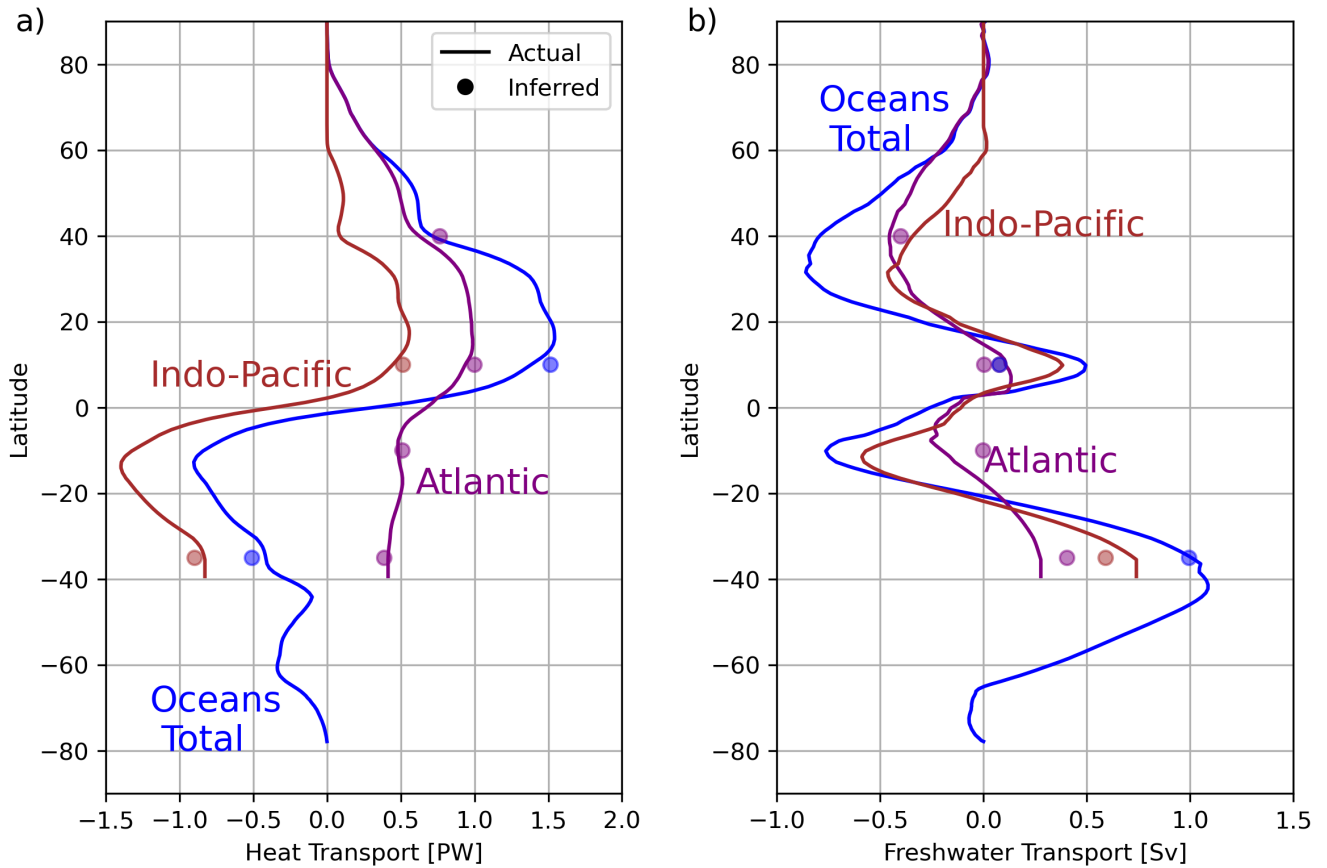 a)
Actual
Inferred
Indo-Pacific
Atlantic
Oceans
Total
80
60
40
20
0
−20
−40
−60
−80
Latitude
−1.5
−1.0
−0.5
0.0
0.5
1.0
1.5
2.0
Heat Transport [PW]
b)
Oceans
Total
Indo-Pacific
Atlantic
80
60
40
20
0
−20
−40
−60
−80
Latitude
−1.0
−0.5
0.0
0.5
1.0
1.5
Freshwater Transport [Sv]